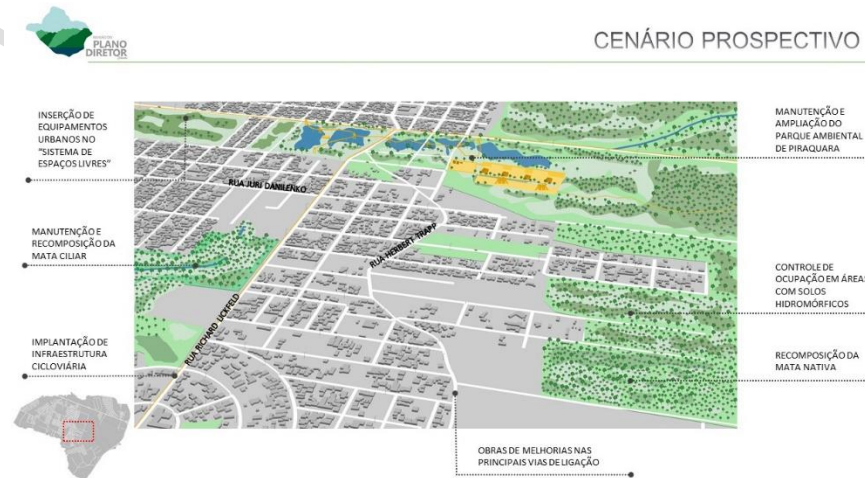 PLANO
DIRETOR
CENÁRIO PROSPECTIVO
INSERÇÃO DE
EQUIPAMENTOS
URBANOS NO
"SISTEMA DE
ESPAÇOS LIVRES"
MANUTENÇÃO E
RECOMPOSIÇÃO DA
MATA CILIAR
IMPLANTAÇÃO DE
INFRAESTRUTURA
CICLOVIÁRIA
RUA JURI DANILENKO
RUA HERBERT TRAPP
RUA RICHARD LICKFELD
MANUTENÇÃO E
AMPLIAÇÃO DO
PARQUE AMBIENTAL
DE PIRAQUARA
CONTROLE DE
OCUPAÇÃO EM ÁREAS
COM SOLOS
HIDROMÓRFICOS
RECOMPOSIÇÃO DA
MATA NATIVA
OBRAS DE MELHORIAS NAS
PRINCIPAIS VIAS DE LIGAÇÃO